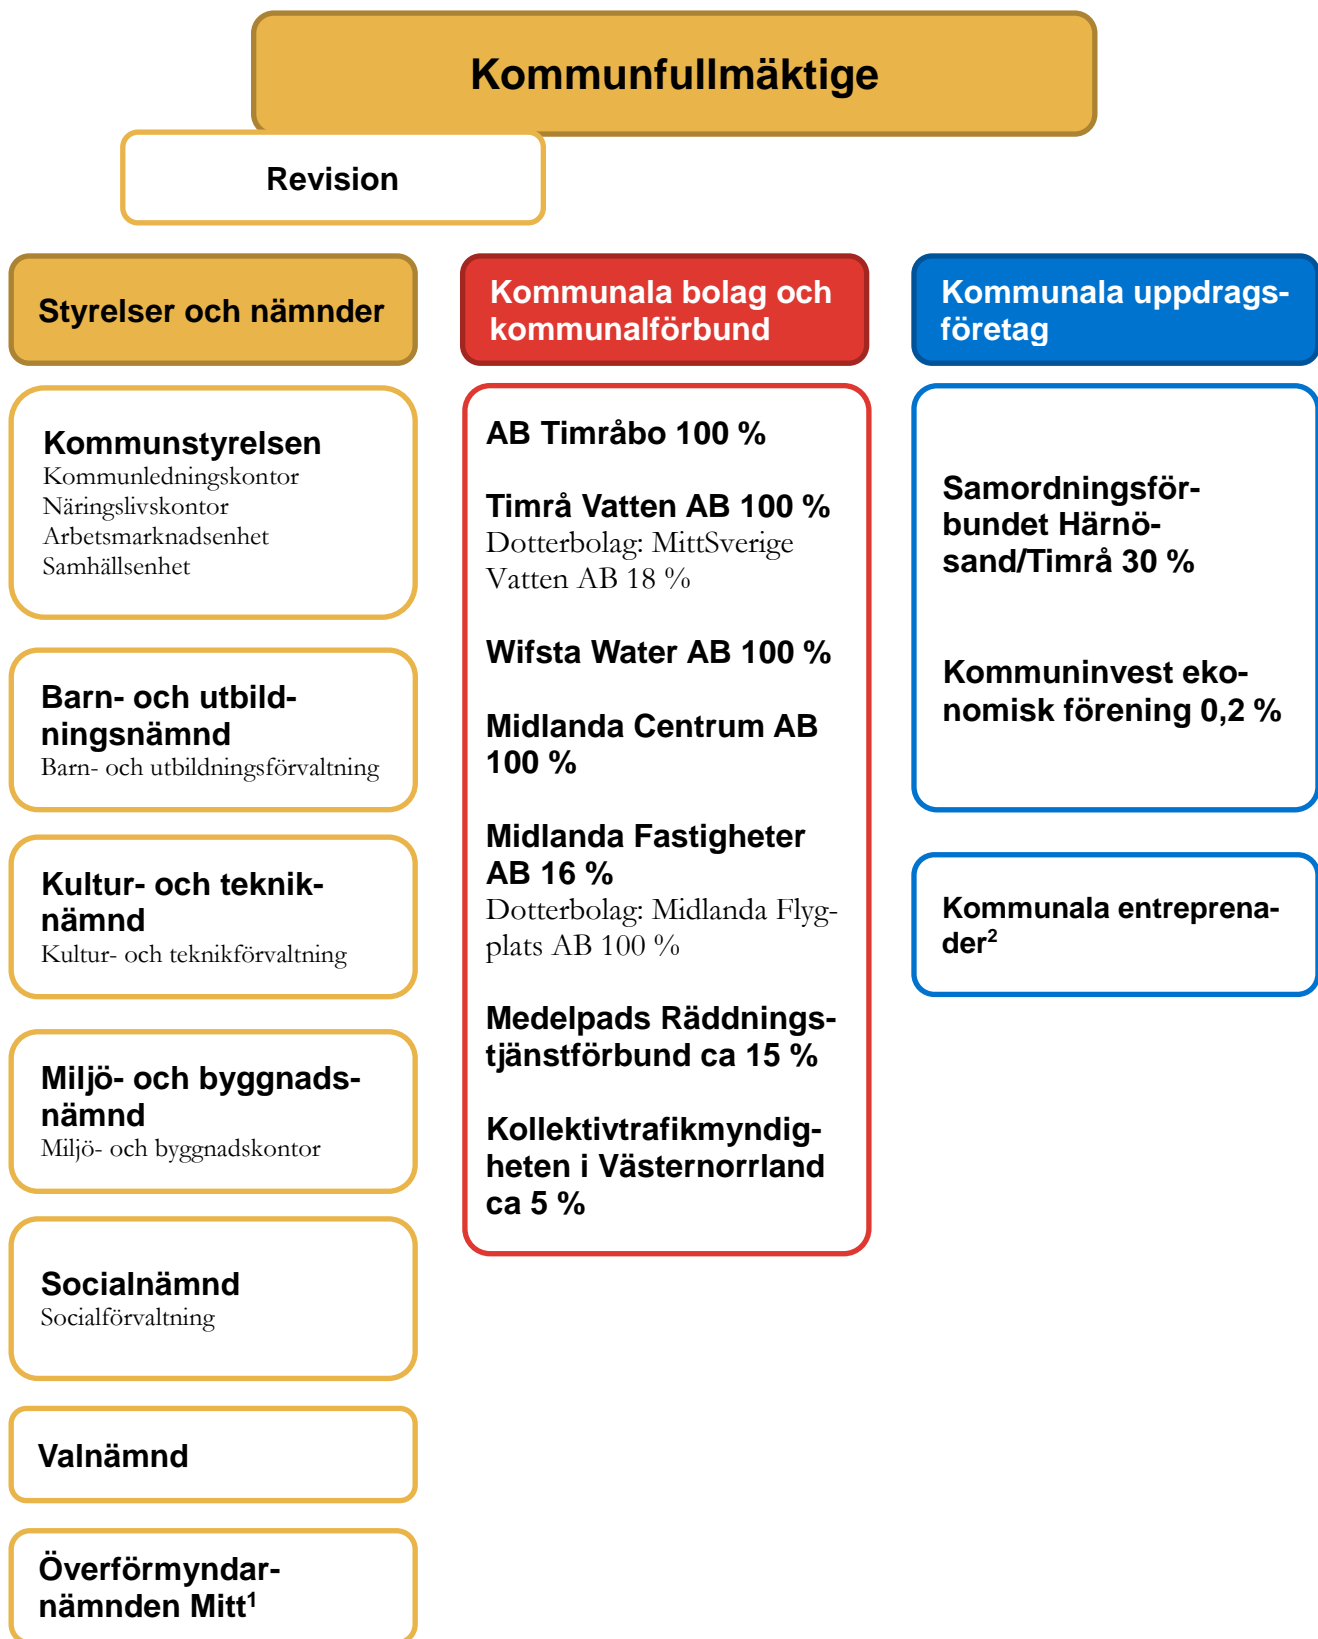 Kommunfullmäktige
Revision
Styrelser och nämnder
Kommunstyrelsen
Kommunledningskontor
Näringslivskontor
Arbetsmarknadsenhet
Samhällsenhet
Barn- och utbild-
ningsnämnd
Barn- och utbildningsförvaltning
Kultur- och teknik-
nämnd
Kultur- och teknikförvaltning
Miljö- och byggnads-
nämnd
Miljö- och byggnadskontor
Socialnämnd
Socialförvaltning
Valnämnd
Överförmyndar-
nämnden Mitt¹
Kommunala bolag och
kommunalförbund
AB Timråbo 100 %
Timrå Vatten AB 100 %
Dotterbolag: MittSverige
Vatten AB 18 %
Wifsta Water AB 100 %
Midlanda Centrum AB
100 %
Midlanda Fastigheter
AB 16 %
Dotterbolag: Midlanda Flyg-
plats AB 100 %
Medelpads Räddnings-
tjänstförbund ca 15 %
Kollektivtrafikmyndig-
heten i Västernorrland
ca 5 %
Kommunala uppdrags-
företag
Samordningsför-
bundet Härnö-
sand/Timrå 30 %
Kommuninvest eko-
nomisk förening 0,2 %
Kommunala entreprena-
der²